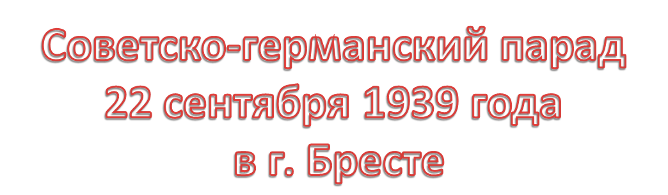 Советско-германский парад
22 сентября 1939 года
в г. Бресте